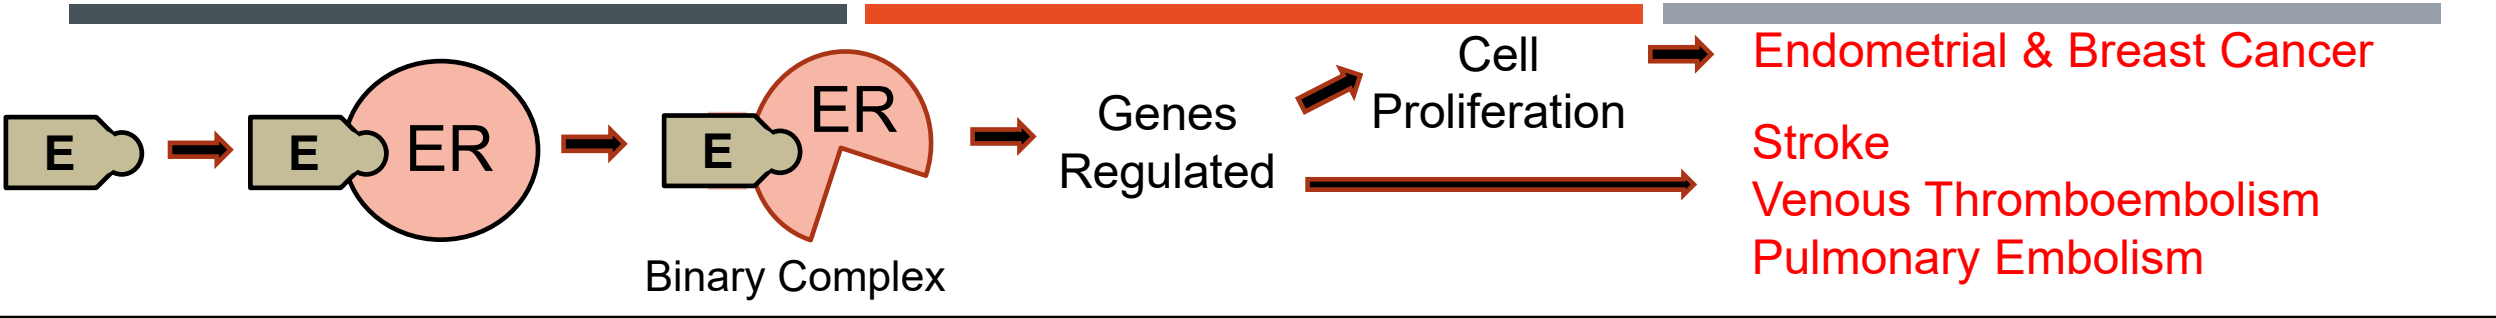 E
E
ER
E
ER
Binary Complex
Genes
Regulated
Cell
Proliferation
Endometrial & Breast Cancer
Stroke
Venous Thromboembolism
Pulmonary Embolism